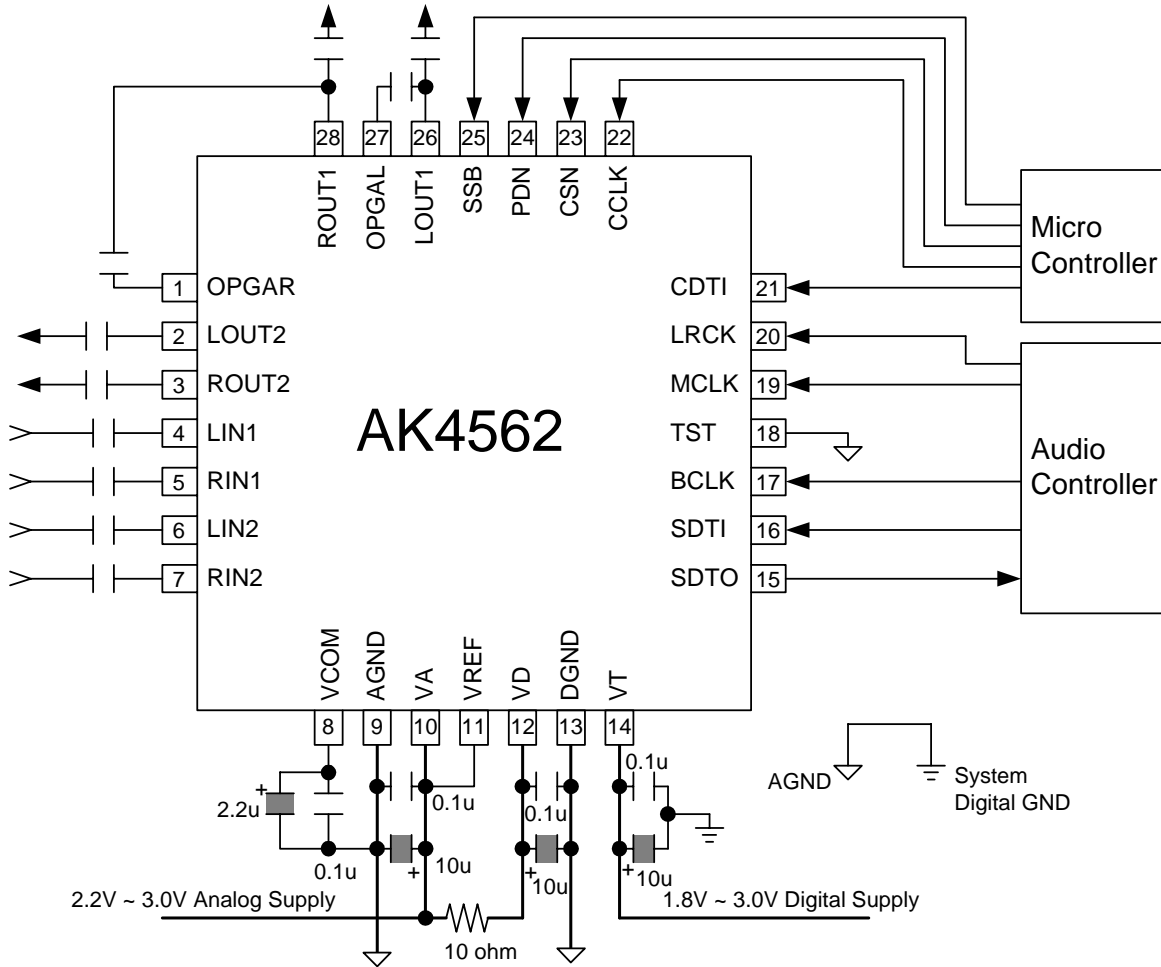 28
27
26
25
24
23
22
ROUT1
OPGAL
LOUT1
SSB
PDN
CSN
CCLK
Micro
Controller
1 OPGAR
2 LOUT2
3 ROUT2
4 LIN1
5 RIN1
6 LIN2
7 RIN2
AK4562
CDTI 21
LRCK 20
MCLK 19
TST 18
BCLK 17
SDTI 16
SDTO 15
Audio
Controller
VCOM
AGND
VA
VREF
VD
DGND
VT
8
9
10
11
12
13
14
+
2.2u
0.1u
0.1u
+
10u
0.1u
+
10u
0.1u
+
10u
AGND
System
Digital GND
2.2V ~ 3.0V Analog Supply
10 ohm
1.8V ~ 3.0V Digital Supply